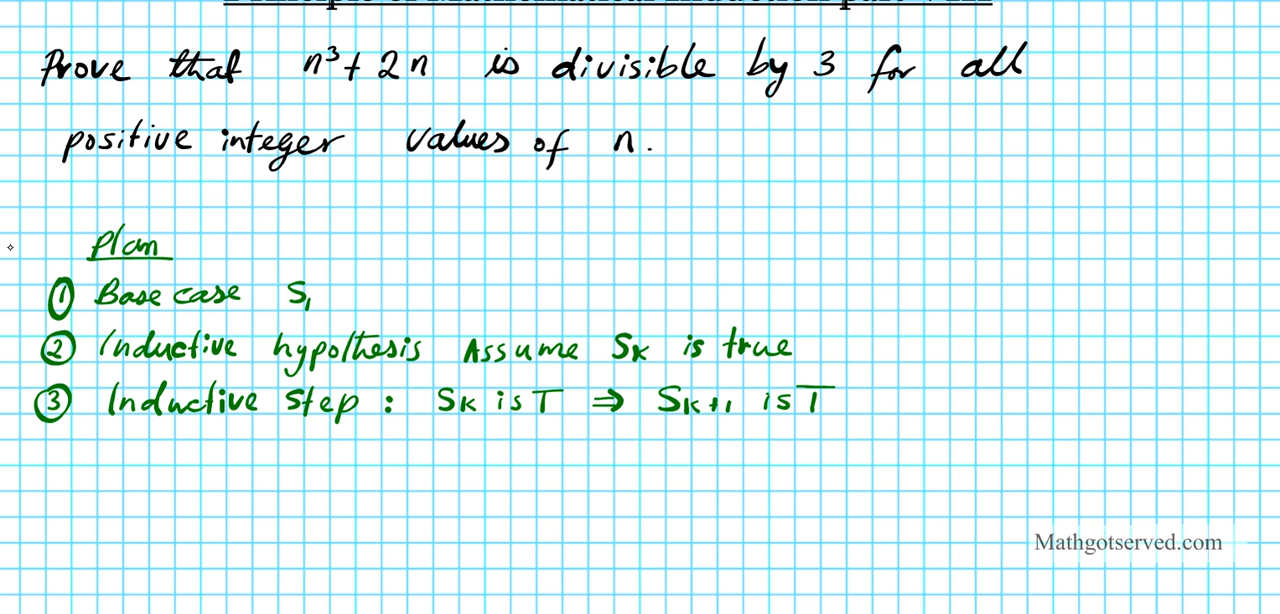 Prove that n³+ 2n is divisible by 3 for all
positive integer values of n.
Plan
① Base case S₁
② Inductive hypothesis Assume Sₖ is true
③ Inductive Step : Sₖ is T ⇒ Sₖ₊₁ is T
Mathgotserved.com